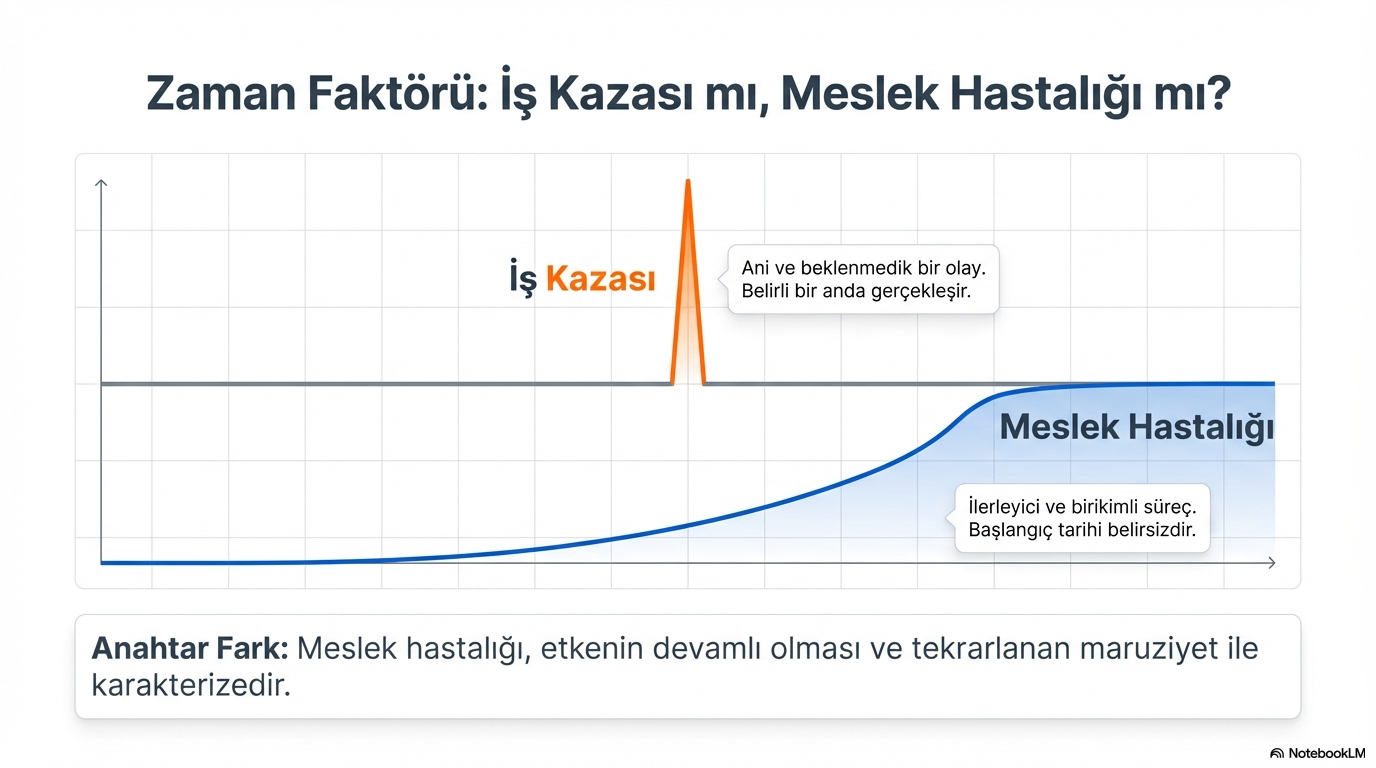 Zaman Faktörü: İş Kazası mı, Meslek Hastalığı mı?
İş Kazası
Ani ve beklenmedik bir olay.
Belirli bir anda gerçekleşir.
Meslek Hastalığı
İlerleyici ve birikimli süreç.
Başlangıç tarihi belirsizdir.
Anahtar Fark: Meslek hastalığı, etkenin devamlı olması ve tekrarlanan maruziyet ile
karakterizedir.
NotebookLM